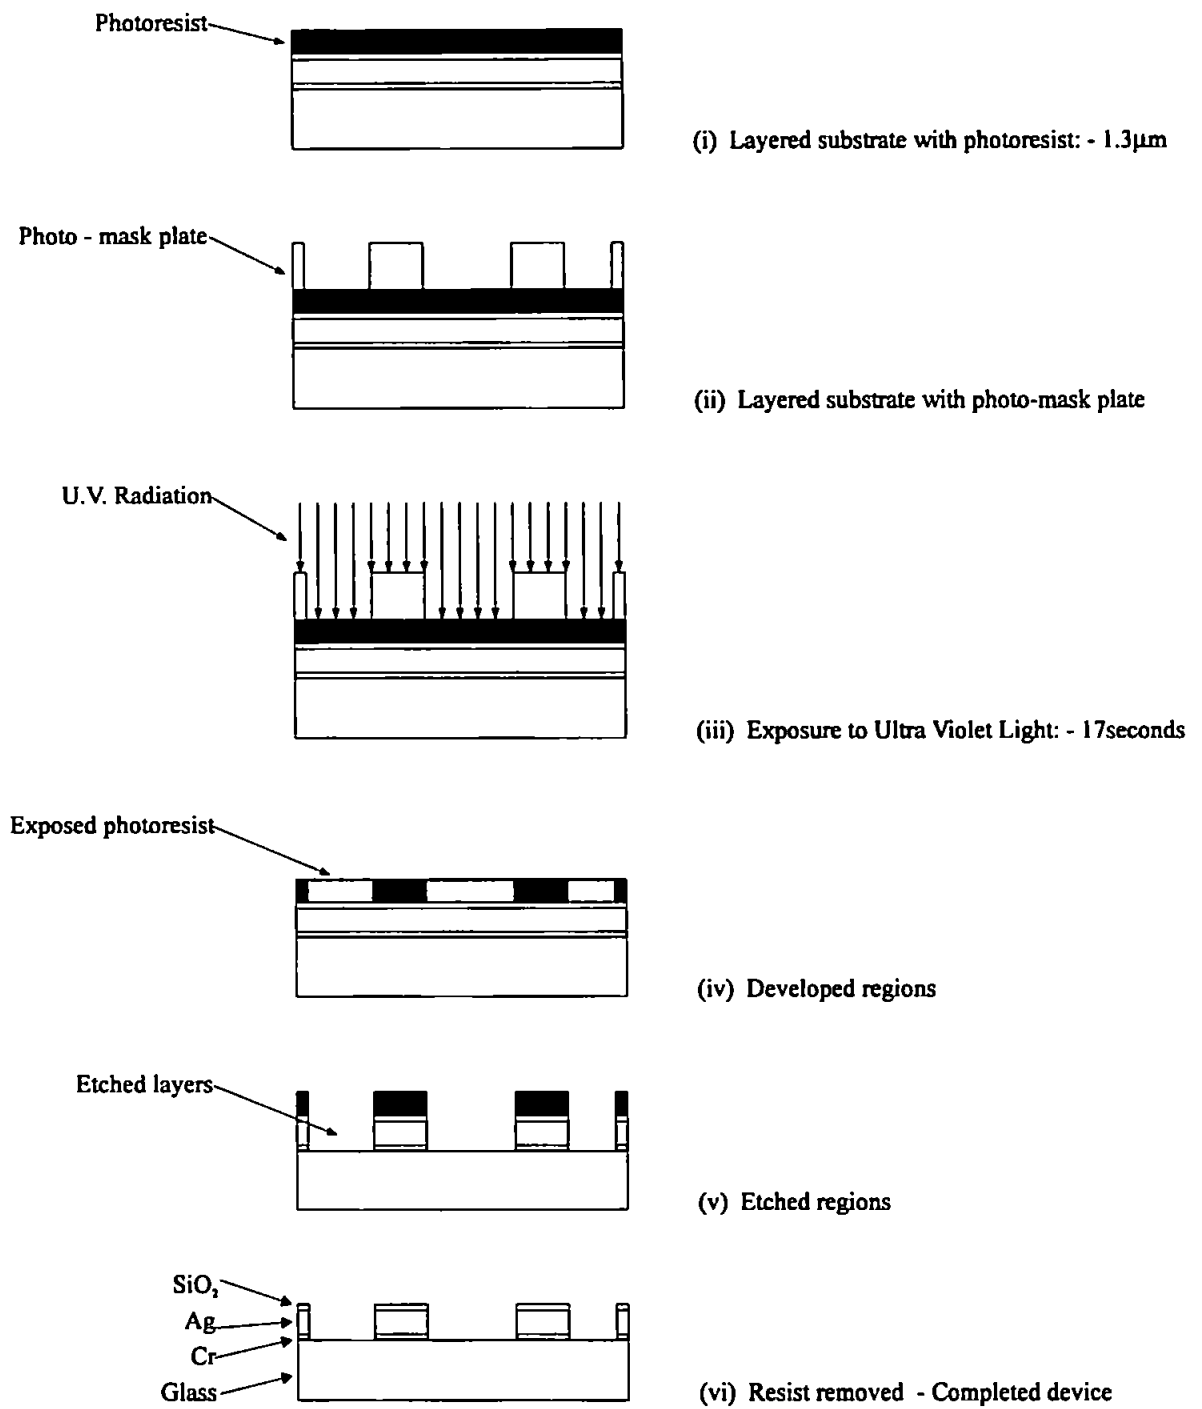 Photoresist
(i) Layered substrate with photoresist: - 1.3µm
Photo - mask plate
(ii) Layered substrate with photo-mask plate
U.V. Radiation
(iii) Exposure to Ultra Violet Light: - 17seconds
Exposed photoresist
(iv) Developed regions
Etched layers
(v) Etched regions
SiO₂
Ag
Cr
Glass
(vi) Resist removed - Completed device